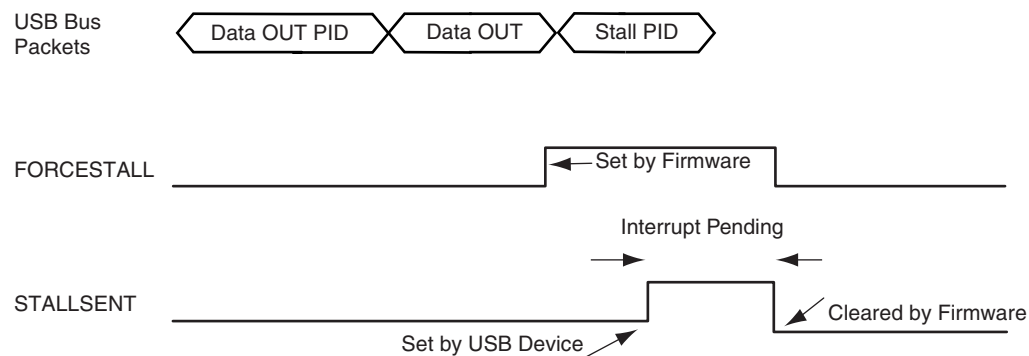 USB Bus
Packets
Data OUT PID
Data OUT
Stall PID
FORCESTALL
Set by Firmware
Interrupt Pending
STALLSENT
Cleared by Firmware
Set by USB Device